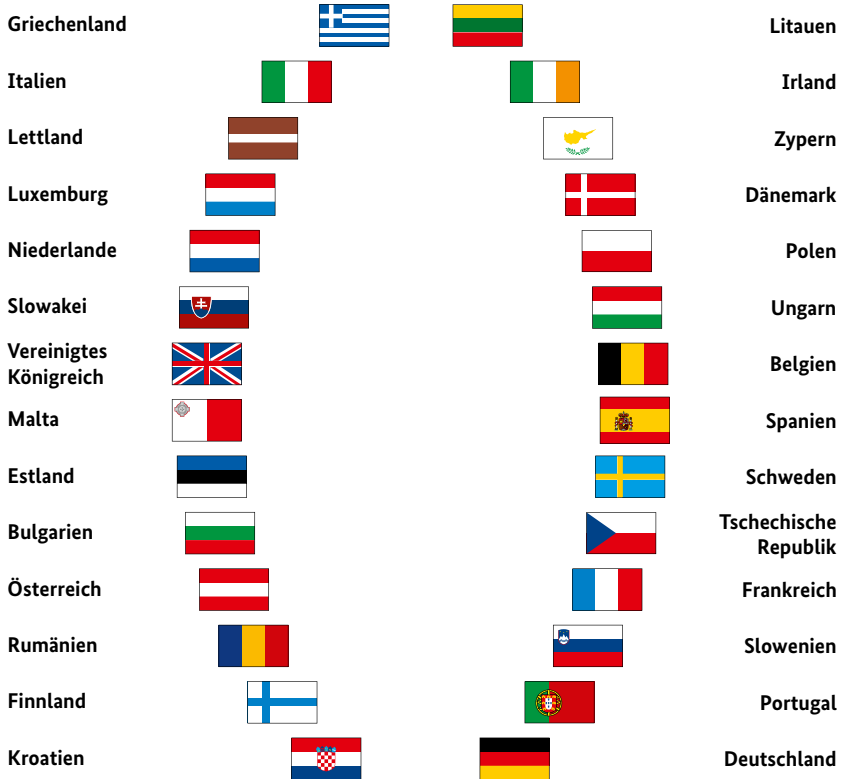 Griechenland
Litauen
Italien
Irland
Lettland
Zypern
Luxemburg
Dänemark
Niederlande
Polen
Slowakei
Ungarn
Vereinigtes
Königreich
Belgien
Malta
Spanien
Estland
Schweden
Bulgarien
Tschechische
Republik
Österreich
Frankreich
Rumänien
Slowenien
Finnland
Portugal
Kroatien
Deutschland